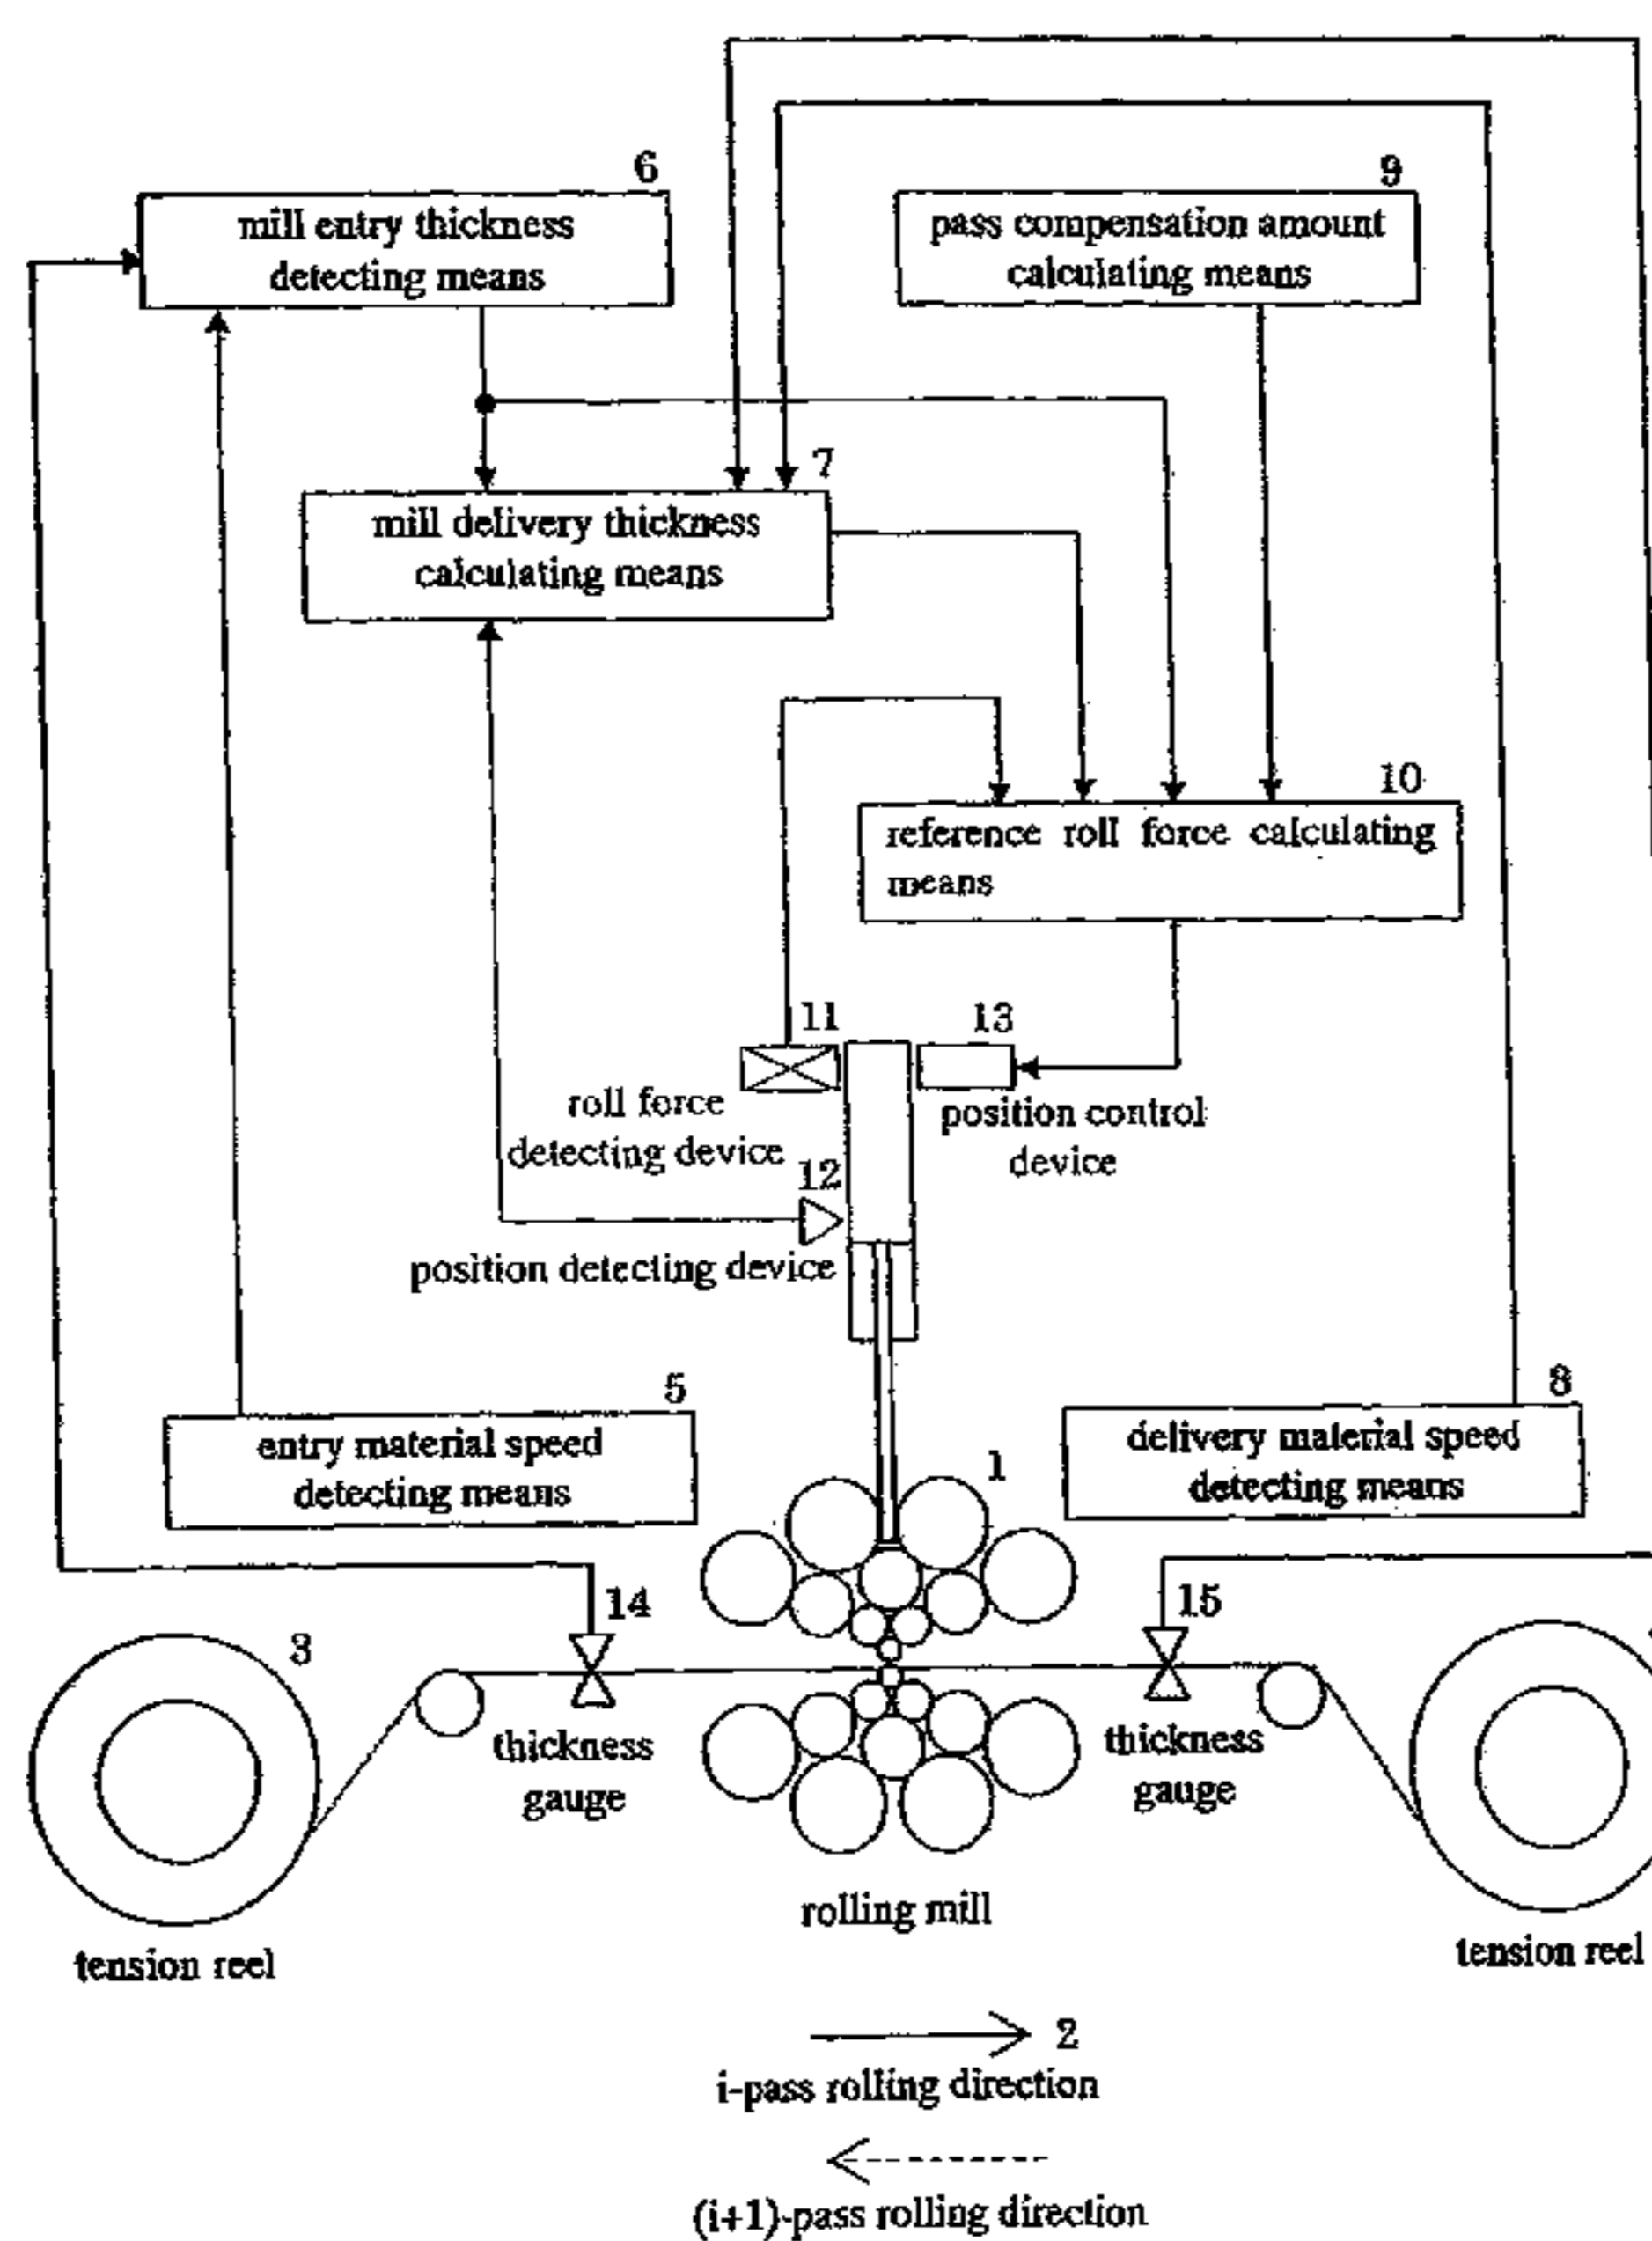 6
9
mill entry thickness
detecting means
pass compensation amount
calculating means
7
mill delivery thickness
calculating means
10
reference roll force calculating
means
11
13
roll force
detecting device
position control
device
12
position detecting device
5
8
entry material speed
detecting means
delivery material speed
detecting means
1
14
15
3
thickness
gauge
thickness
gauge
rolling mill
tension reel
tension reel
2
i-pass rolling direction
(i+1)-pass rolling direction